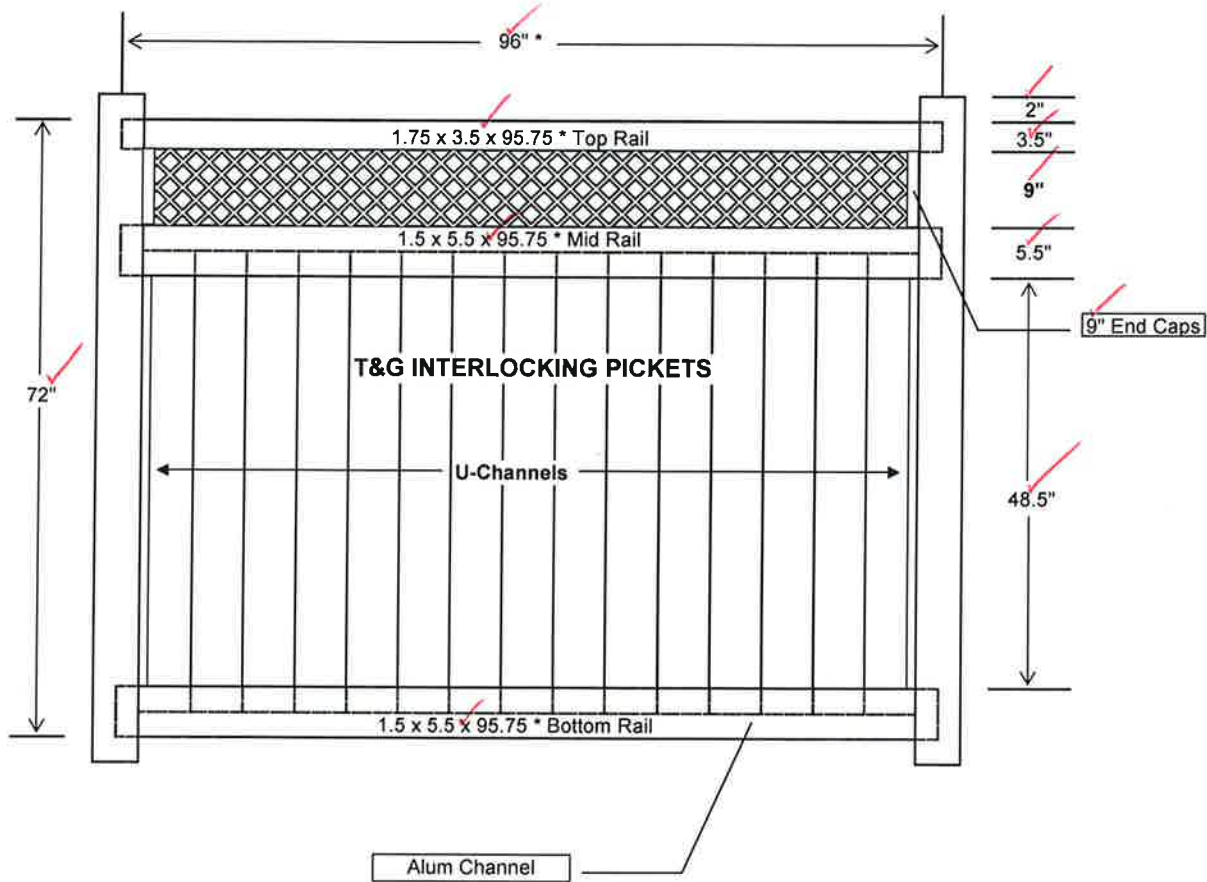 96" *
2"
1.75 x 3.5 x 95.75 * Top Rail
3.5"
9"
1.5 x 5.5 x 95.75 * Mid Rail
5.5"
9" End Caps
T&G INTERLOCKING PICKETS
72"
U-Channels
48.5"
1.5 x 5.5 x 95.75 * Bottom Rail
Alum Channel